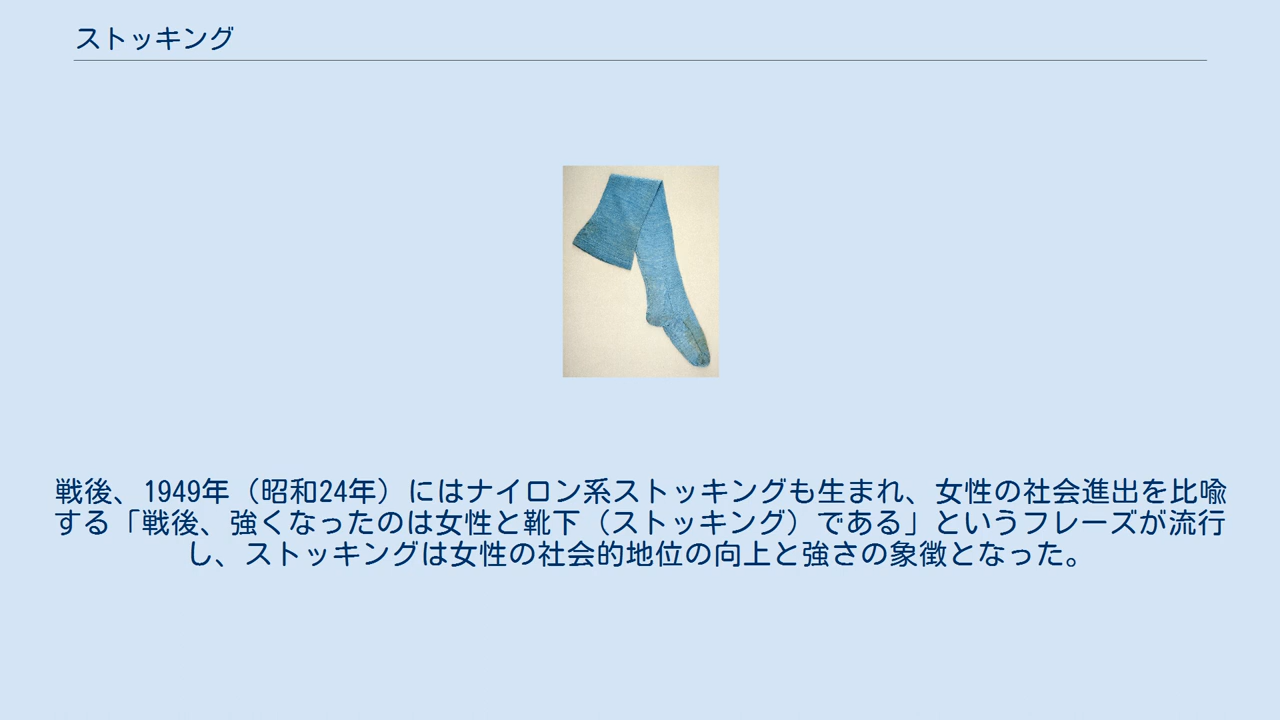 ストッキング
戦後、1949年（昭和24年）にはナイロン系ストッキングも生まれ、女性の社会進出を比喩
する「戦後、強くなったのは女性と靴下（ストッキング）である」というフレーズが流行
し、ストッキングは女性の社会的地位の向上と強さの象徴となった。